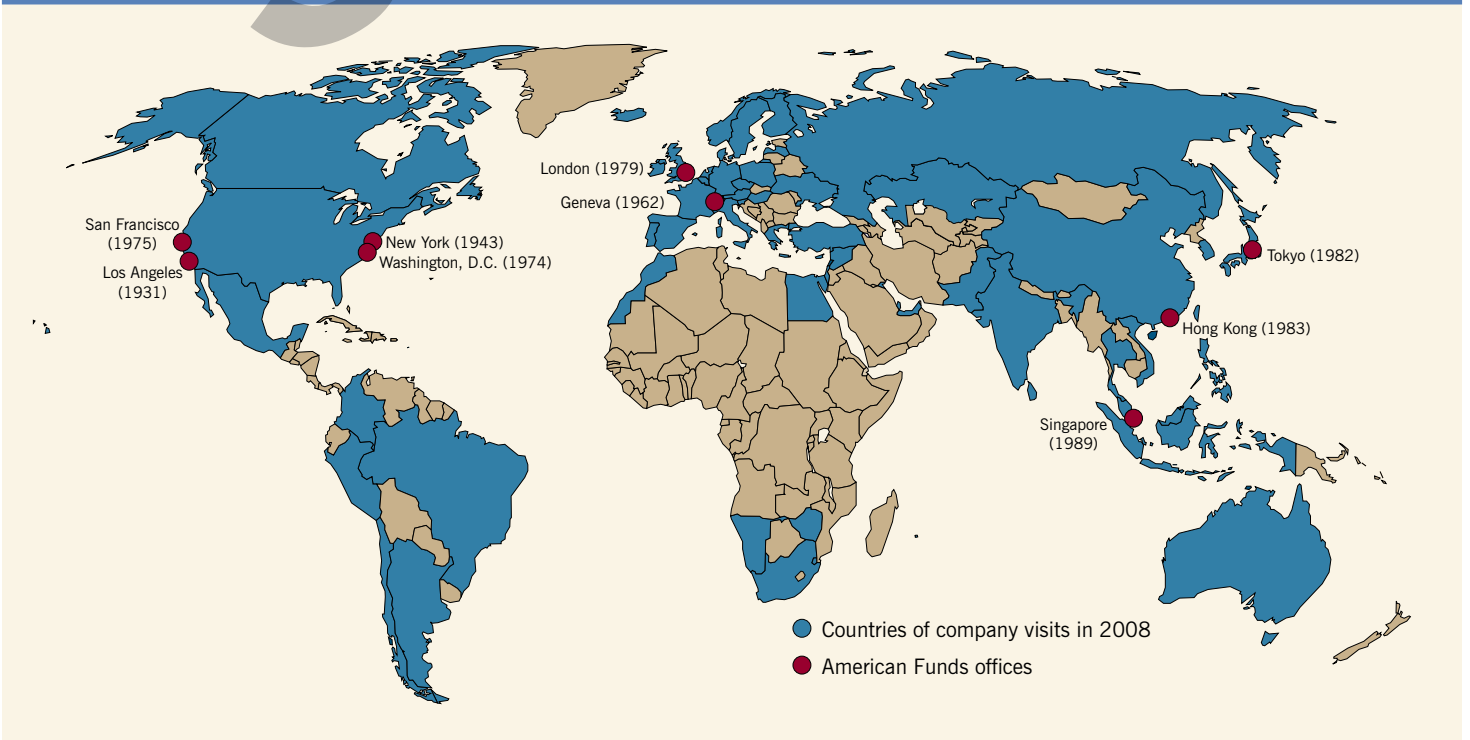 London (1979)
Geneva (1962)
San Francisco
(1975)
New York (1943)
Washington, D.C. (1974)
Los Angeles
(1931)
Tokyo (1982)
Hong Kong (1983)
Singapore
(1989)
Countries of company visits in 2008
American Funds offices